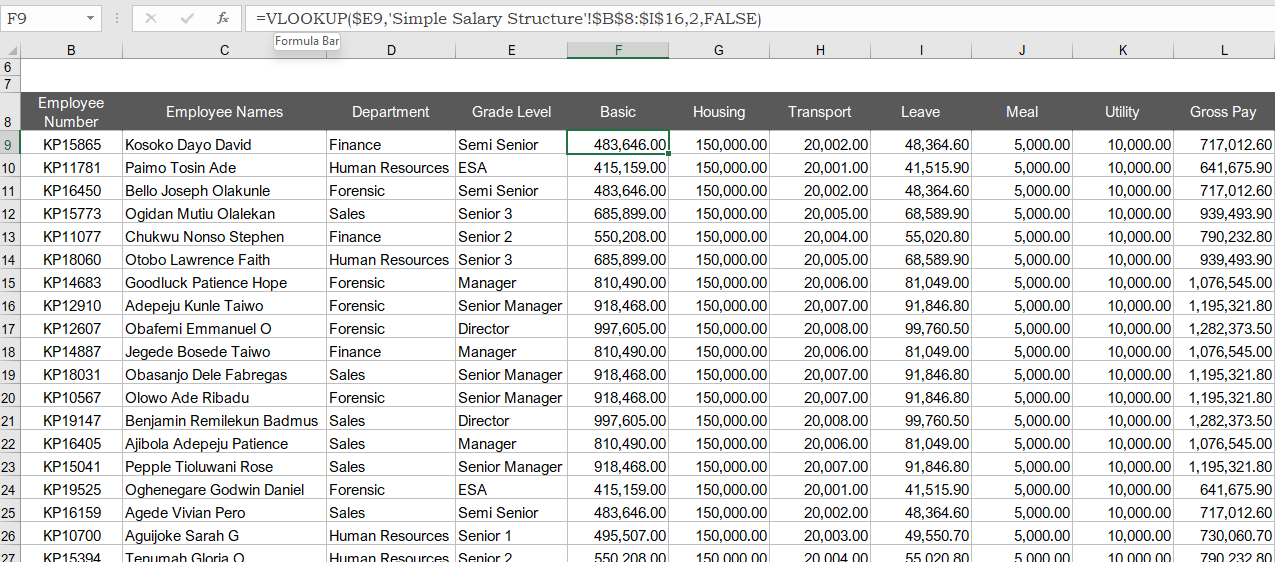 F9 fx =VLOOKUP($E9,'Simple Salary Structure'!$B$8:$I$16,2,FALSE)
Formula Bar
B C D E F G H I J K L
6
7
8 Employee Number Employee Names Department Grade Level Basic Housing Transport Leave Meal Utility Gross Pay
9 KP15865 Kosoko Dayo David Finance Semi Senior 483,646.00 150,000.00 20,002.00 48,364.60 5,000.00 10,000.00 717,012.60
10 KP11781 Paimo Tosin Ade Human Resources ESA 415,159.00 150,000.00 20,001.00 41,515.90 5,000.00 10,000.00 641,675.90
11 KP16450 Bello Joseph Olakunle Forensic Semi Senior 483,646.00 150,000.00 20,002.00 48,364.60 5,000.00 10,000.00 717,012.60
12 KP15773 Ogidan Mutiu Olalekan Sales Senior 3 685,899.00 150,000.00 20,005.00 68,589.90 5,000.00 10,000.00 939,493.90
13 KP11077 Chukwu Nonso Stephen Finance Senior 2 550,208.00 150,000.00 20,004.00 55,020.80 5,000.00 10,000.00 790,232.80
14 KP18060 Otobo Lawrence Faith Human Resources Senior 3 685,899.00 150,000.00 20,005.00 68,589.90 5,000.00 10,000.00 939,493.90
15 KP14683 Goodluck Patience Hope Forensic Manager 810,490.00 150,000.00 20,006.00 81,049.00 5,000.00 10,000.00 1,076,545.00
16 KP12910 Adepeju Kunle Taiwo Forensic Senior Manager 918,468.00 150,000.00 20,007.00 91,846.80 5,000.00 10,000.00 1,195,321.80
17 KP12607 Obafemi Emmanuel O Forensic Director 997,605.00 150,000.00 20,008.00 99,760.50 5,000.00 10,000.00 1,282,373.50
18 KP14887 Jegede Bosede Taiwo Finance Manager 810,490.00 150,000.00 20,006.00 81,049.00 5,000.00 10,000.00 1,076,545.00
19 KP18031 Obasanjo Dele Fabregas Sales Senior Manager 918,468.00 150,000.00 20,007.00 91,846.80 5,000.00 10,000.00 1,195,321.80
20 KP10567 Olowo Ade Ribadu Forensic Senior Manager 918,468.00 150,000.00 20,007.00 91,846.80 5,000.00 10,000.00 1,195,321.80
21 KP19147 Benjamin Remilekun Badmus Sales Director 997,605.00 150,000.00 20,008.00 99,760.50 5,000.00 10,000.00 1,282,373.50
22 KP16405 Ajibola Adepeju Patience Sales Manager 810,490.00 150,000.00 20,006.00 81,049.00 5,000.00 10,000.00 1,076,545.00
23 KP15041 Pepple Tioluwani Rose Sales Senior Manager 918,468.00 150,000.00 20,007.00 91,846.80 5,000.00 10,000.00 1,195,321.80
24 KP19525 Oghenegare Godwin Daniel Forensic ESA 415,159.00 150,000.00 20,001.00 41,515.90 5,000.00 10,000.00 641,675.90
25 KP16159 Agede Vivian Pero Sales Semi Senior 483,646.00 150,000.00 20,002.00 48,364.60 5,000.00 10,000.00 717,012.60
26 KP10700 Aguijoke Sarah G Human Resources Senior 1 495,507.00 150,000.00 20,003.00 49,550.70 5,000.00 10,000.00 730,060.70
27 KP15394 Tenumah Gloria O Human Resources Senior 2 550,208.00 150,000.00 20,004.00 55,020.80 5,000.00 10,000.00 790,232.80